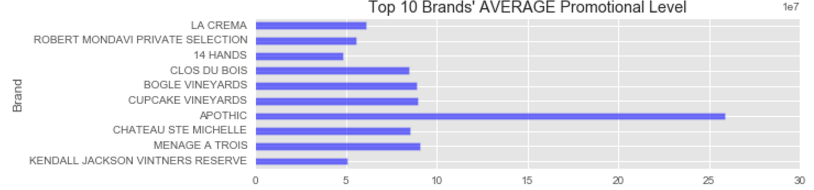 Top 10 Brands' AVERAGE Promotional Level
1e7
LA CREMA
ROBERT MONDAVI PRIVATE SELECTION
14 HANDS
CLOS DU BOIS
BOGLE VINEYARDS
CUPCAKE VINEYARDS
APOTHIC
CHATEAU STE MICHELLE
MENAGE A TROIS
KENDALL JACKSON VINTNERS RESERVE
Brand
0 5 10 15 20 25 30